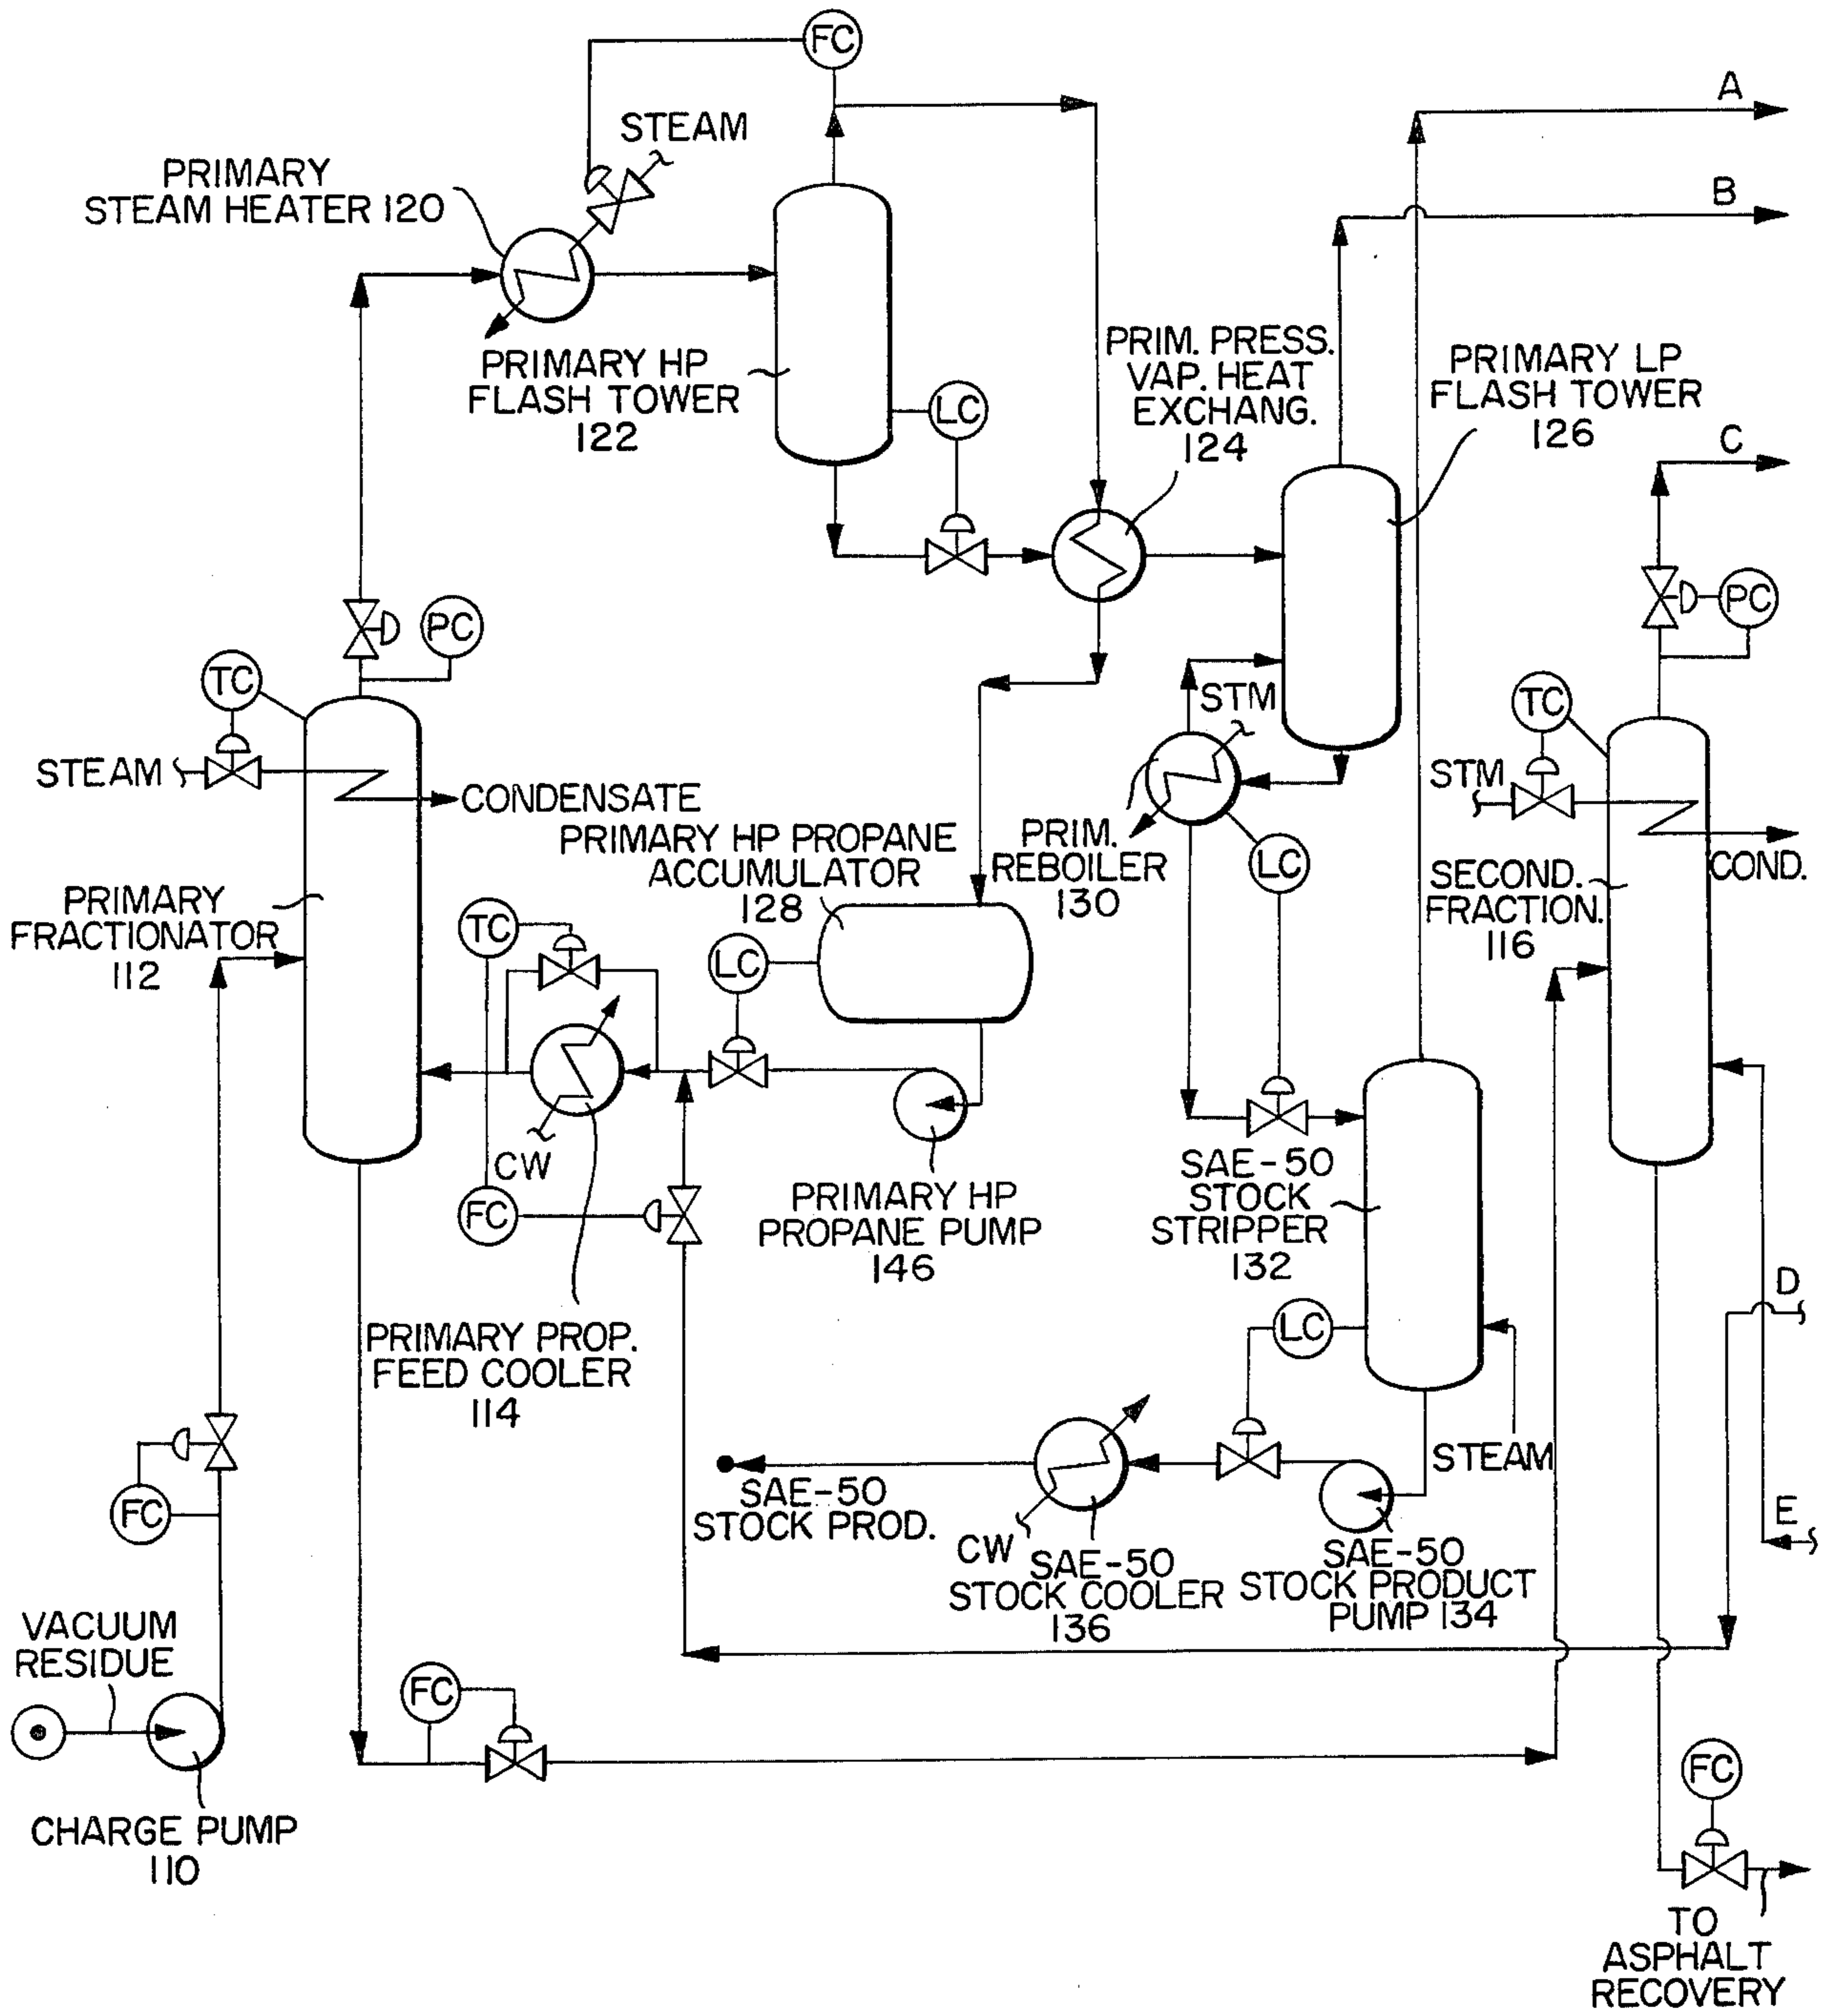 FC
A
STEAM
PRIMARY
STEAM HEATER 120
B
PRIMARY HP
FLASH TOWER
122
LC
PRIM. PRESS.
VAP. HEAT
EXCHANG.
124
PRIMARY LP
FLASH TOWER
126
C
PC
PC
TC
TC
STM
STEAM
CONDENSATE
STM
COND.
PRIMARY HP PROPANE
ACCUMULATOR
128
PRIM.
REBOILER
130
LC
SECOND.
FRACTION.
116
PRIMARY
FRACTIONATOR
112
TC
LC
CW
FC
PRIMARY HP
PROPANE PUMP
146
SAE-50
STOCK
STRIPPER
132
D
LC
PRIMARY PROP.
FEED COOLER
114
STEAM
SAE-50
STOCK PROD.
CW
SAE-50
STOCK COOLER
136
SAE-50
STOCK PRODUCT
PUMP 134
E
FC
VACUUM
RESIDUE
FC
CHARGE PUMP
110
FC
TO
ASPHALT
RECOVERY